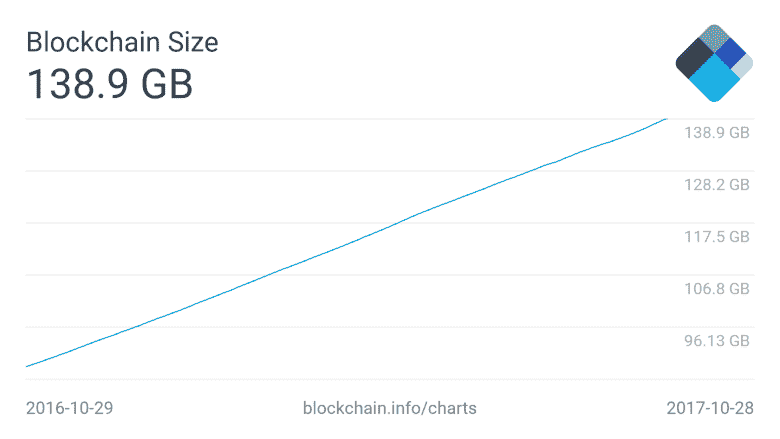 Blockchain Size
138.9 GB
138.9 GB
128.2 GB
117.5 GB
106.8 GB
96.13 GB
2016-10-29
blockchain.info/charts
2017-10-28